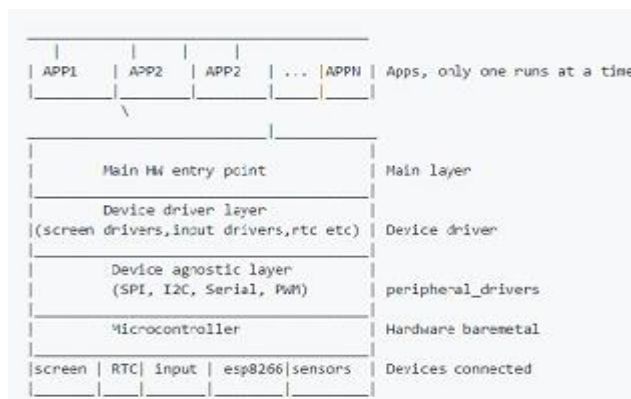 APP1 | APP2 | APP2 | ... |APPN | Apps, only one runs at a time
Main HW entry point | Main layer
Device driver layer
(screen drivers,input drivers,rtc etc) | Device driver
Device agnostic layer
(SPI, I2C, Serial, PWM) | peripheral_drivers
Microcontroller | Hardware baremetal
|screen | RTC| input | esp8266|sensors | Devices connected